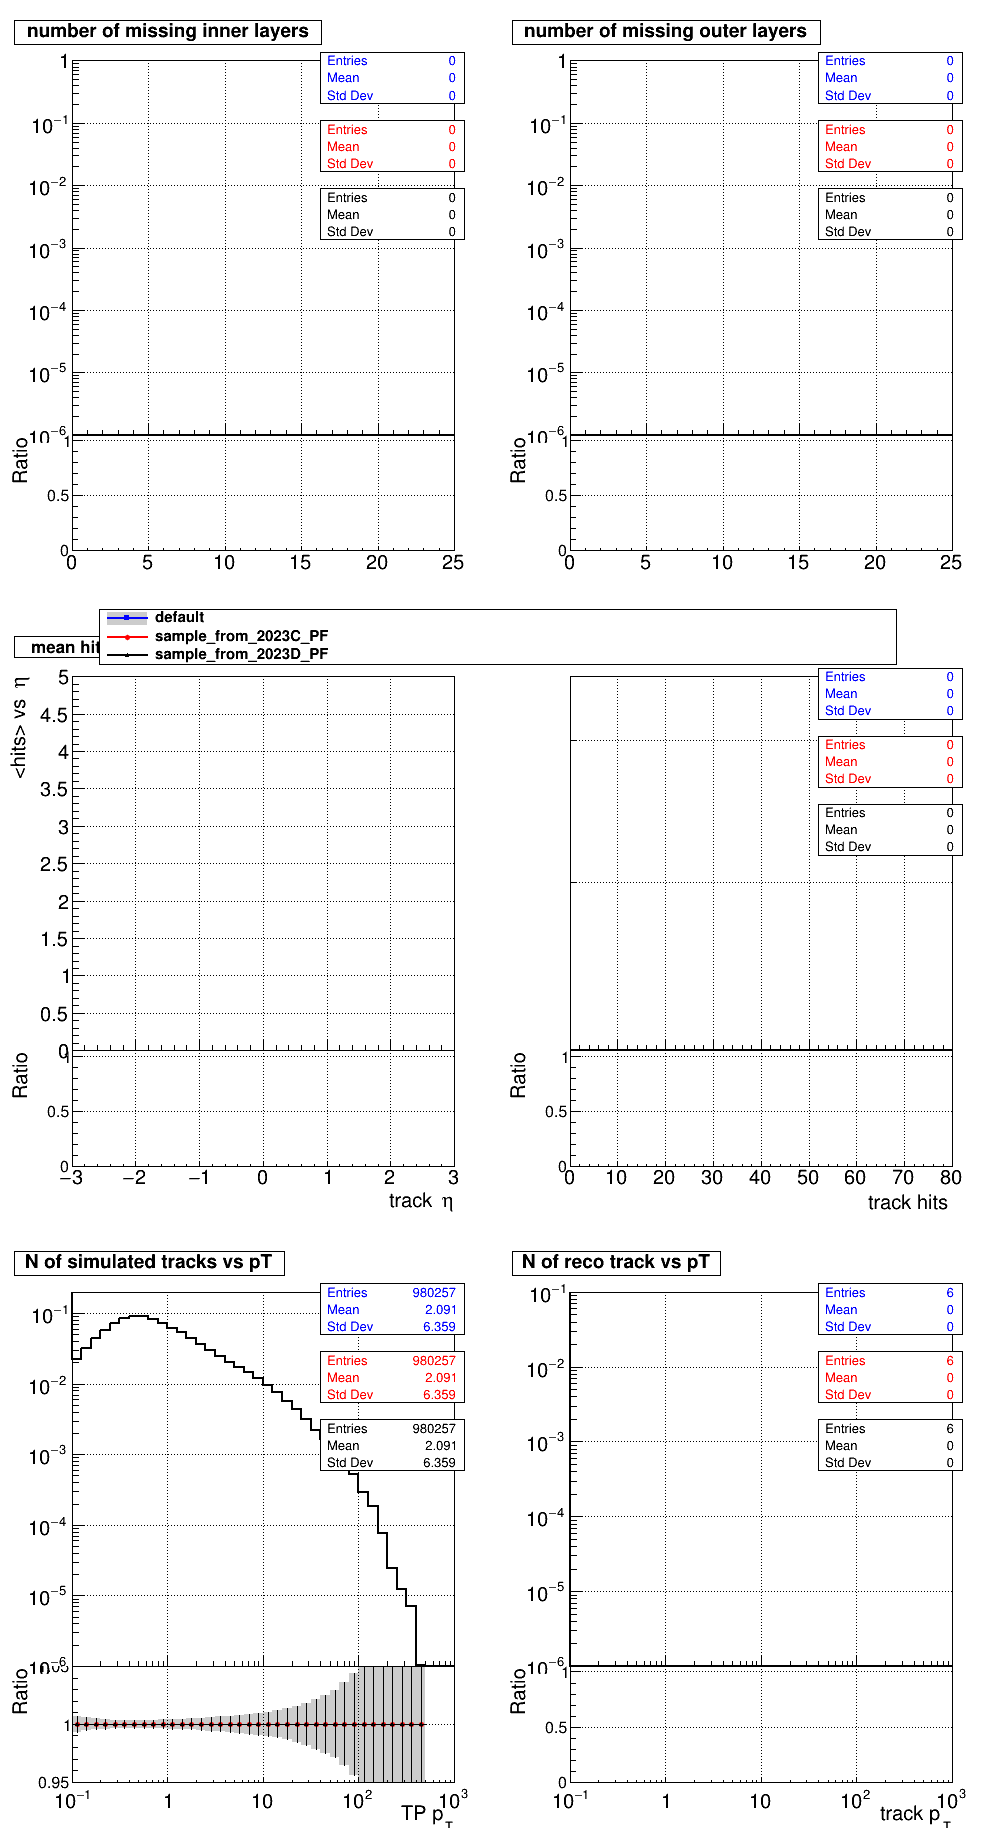 number of missing inner layers
Entries 0
Mean 0
Std Dev 0
Entries 0
Mean 0
Std Dev 0
Entries 0
Mean 0
Std Dev 0
1
10⁻¹
10⁻²
10⁻³
10⁻⁴
10⁻⁵
10⁻⁶
Ratio
1
0.5
0
0 5 10 15 20 25
number of missing outer layers
Entries 0
Mean 0
Std Dev 0
Entries 0
Mean 0
Std Dev 0
Entries 0
Mean 0
Std Dev 0
1
10⁻¹
10⁻²
10⁻³
10⁻⁴
10⁻⁵
10⁻⁶
Ratio
1
0.5
0
0 5 10 15 20 25
default
sample_from_2023C_PF
sample_from_2023D_PF
mean hit
<hits> vs η
5
4.5
4
3.5
3
2.5
2
1.5
1
0.5
0
Ratio
1
0.5
0
−3 −2 −1 0 1 2 3
track η
Entries 0
Mean 0
Std Dev 0
Entries 0
Mean 0
Std Dev 0
Entries 0
Mean 0
Std Dev 0
Ratio
1
0.5
0
0 10 20 30 40 50 60 70 80
track hits
N of simulated tracks vs pT
Entries 980257
Mean 2.091
Std Dev 6.359
Entries 980257
Mean 2.091
Std Dev 6.359
Entries 980257
Mean 2.091
Std Dev 6.359
10⁻¹
10⁻²
10⁻³
10⁻⁴
10⁻⁵
10⁻⁶
Ratio
1
0.95
10⁻¹ 1 10 10² 10³
TP p_T
N of reco track vs pT
Entries 6
Mean 0
Std Dev 0
Entries 6
Mean 0
Std Dev 0
Entries 6
Mean 0
Std Dev 0
10⁻¹
10⁻²
10⁻³
10⁻⁴
10⁻⁵
10⁻⁶
Ratio
1
0.5
0
10⁻¹ 1 10 10² 10³
track p_T